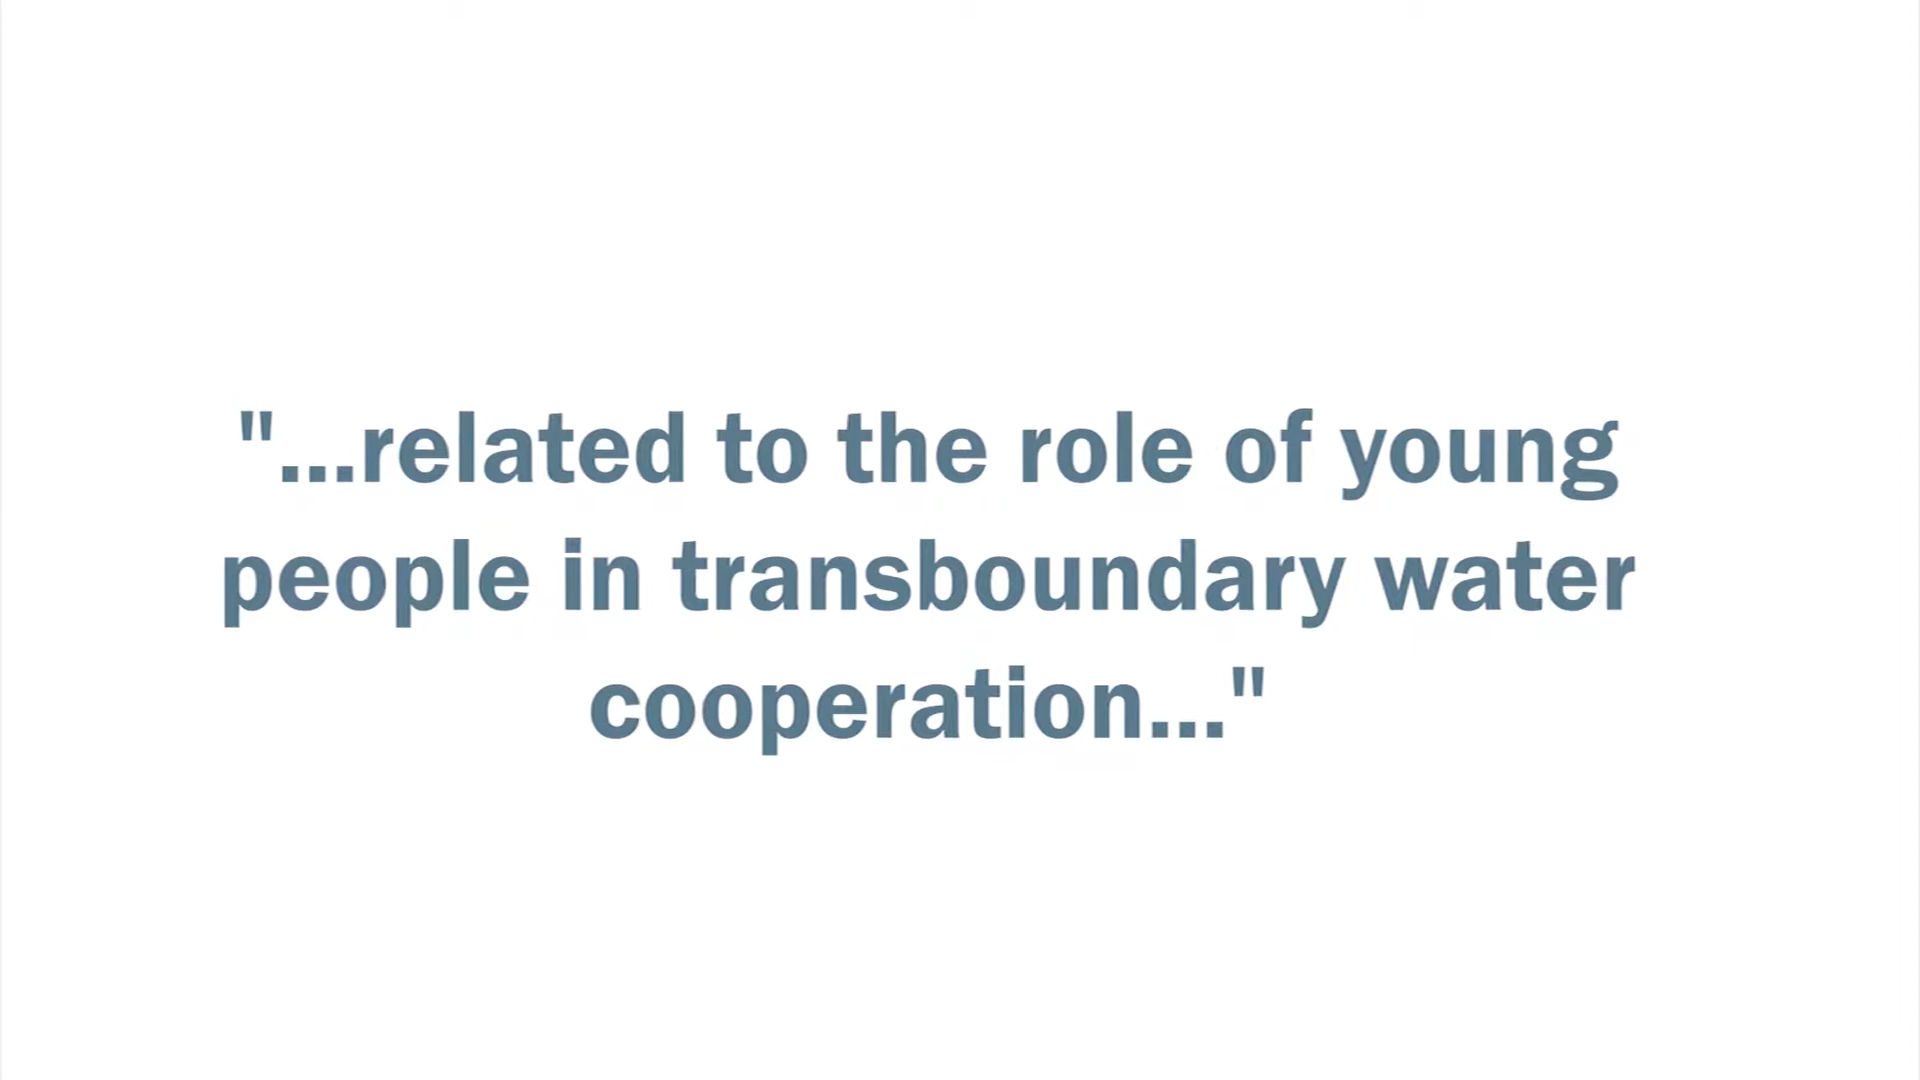 "...related to the role of young
people in transboundary water
cooperation..."